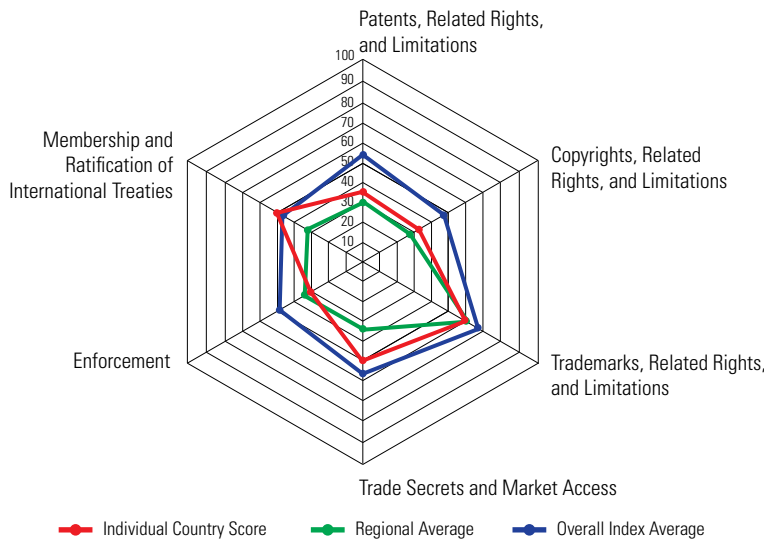 Patents, Related Rights,
and Limitations
100
90
80
70
60
50
40
30
20
10
Membership and
Ratification of
International Treaties
Copyrights, Related
Rights, and Limitations
Enforcement
Trademarks, Related Rights,
and Limitations
Trade Secrets and Market Access
Individual Country Score
Regional Average
Overall Index Average